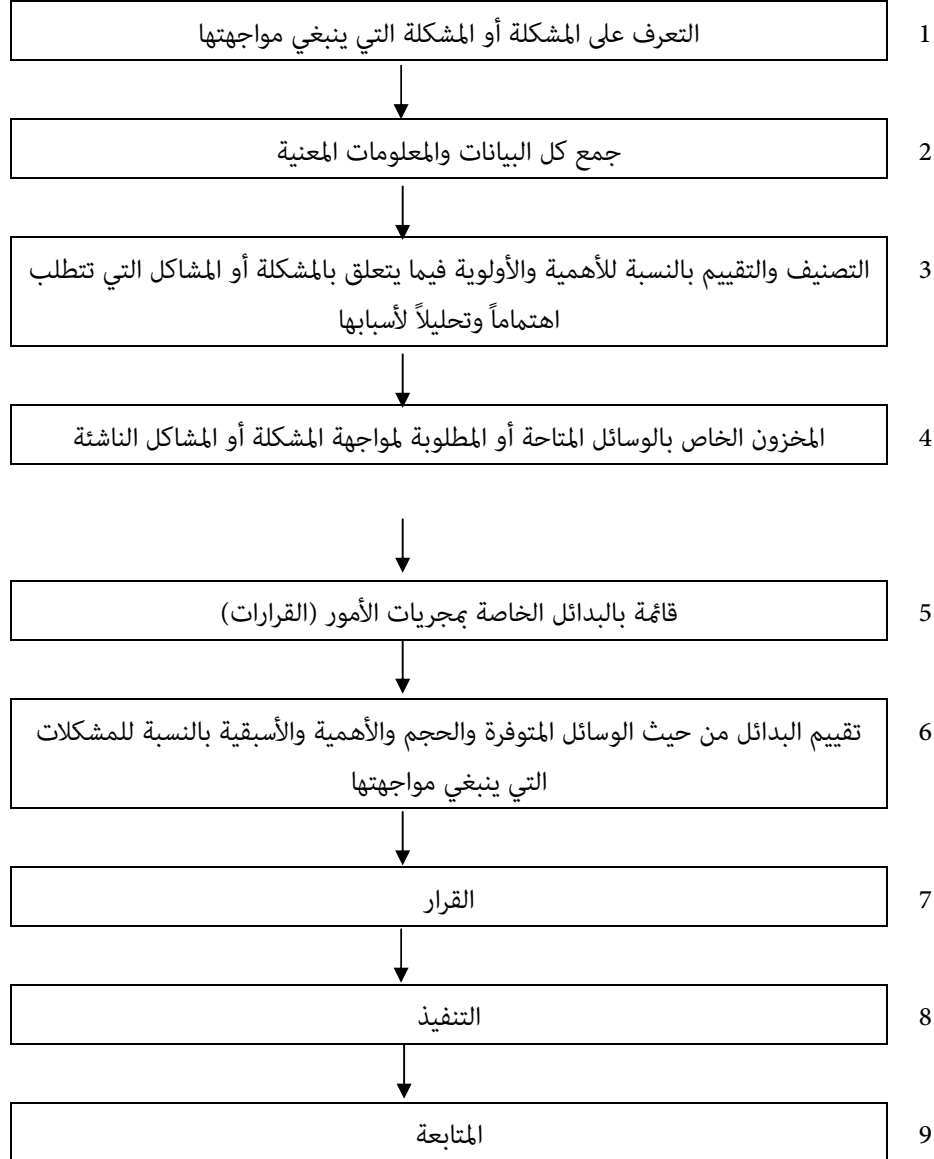 1 التعرف على المشكلة أو المشكلة التي ينبغي مواجهتها
2 جمع كل البيانات والمعلومات المعنية
3 التصنيف والتقييم بالنسبة للأهمية والأولوية فيما يتعلق بالمشكلة أو المشاكل التي تتطلب
اهتماماً وتحليلاً لأسبابها
4 المخزون الخاص بالوسائل المتاحة أو المطلوبة لمواجهة المشكلة أو المشاكل الناشئة
5 قائمة بالبدائل الخاصة بمجريات الأمور (القرارات)
6 تقييم البدائل من حيث الوسائل المتوفرة والحجم والأهمية والأسبقية بالنسبة للمشكلات
التي ينبغي مواجهتها
7 القرار
8 التنفيذ
9 المتابعة